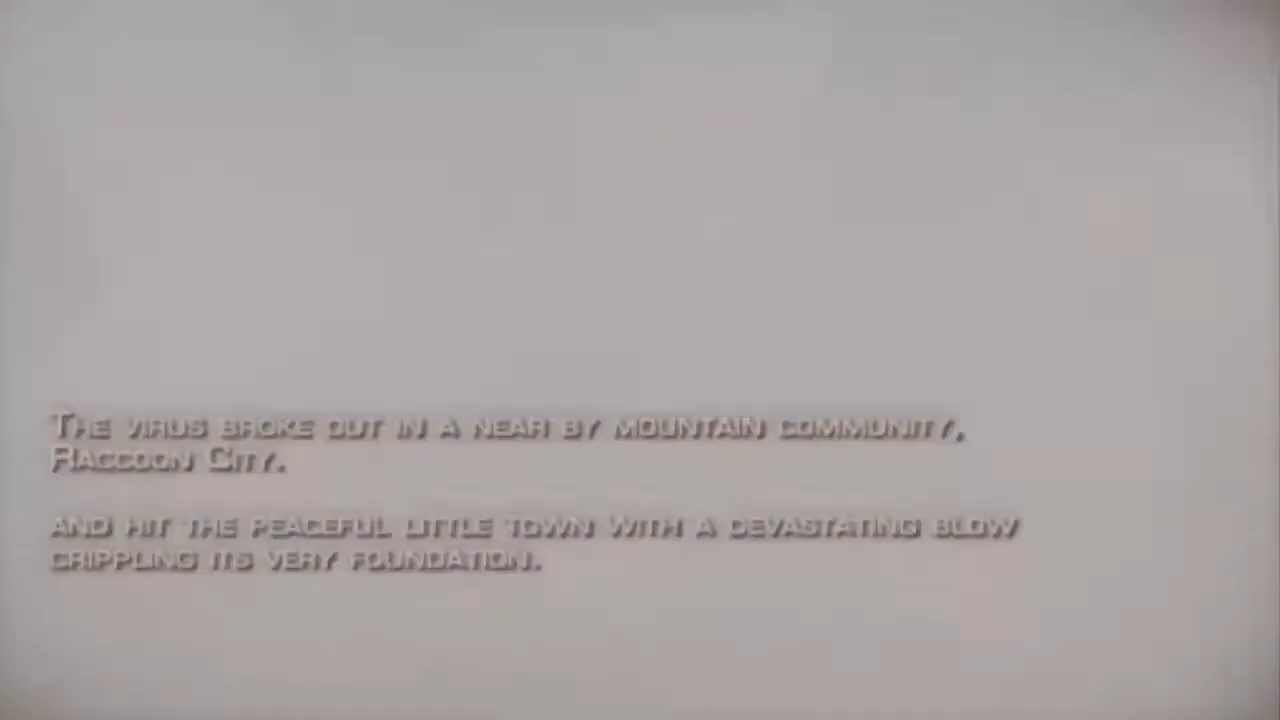 The virus broke out in a near by mountain community,
Raccoon City.
and hit the peaceful little town with a devastating blow
crippling its very foundation.